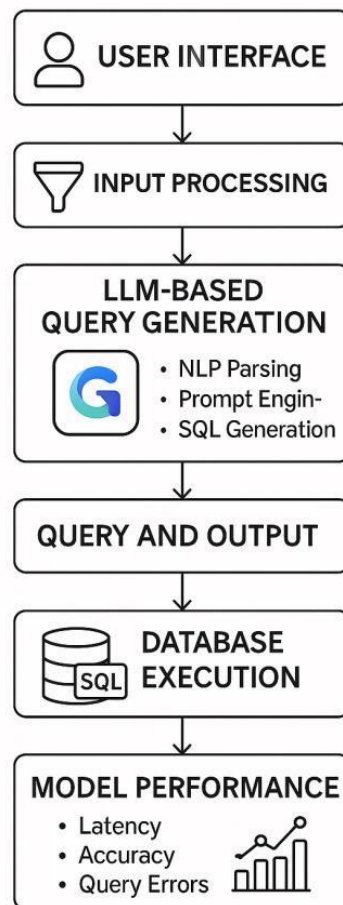 USER INTERFACE
INPUT PROCESSING
LLM-BASED
QUERY GENERATION
G
• NLP Parsing
• Prompt Engin-
• SQL Generation
QUERY AND OUTPUT
SQL
DATABASE
EXECUTION
MODEL PERFORMANCE
• Latency
• Accuracy
• Query Errors